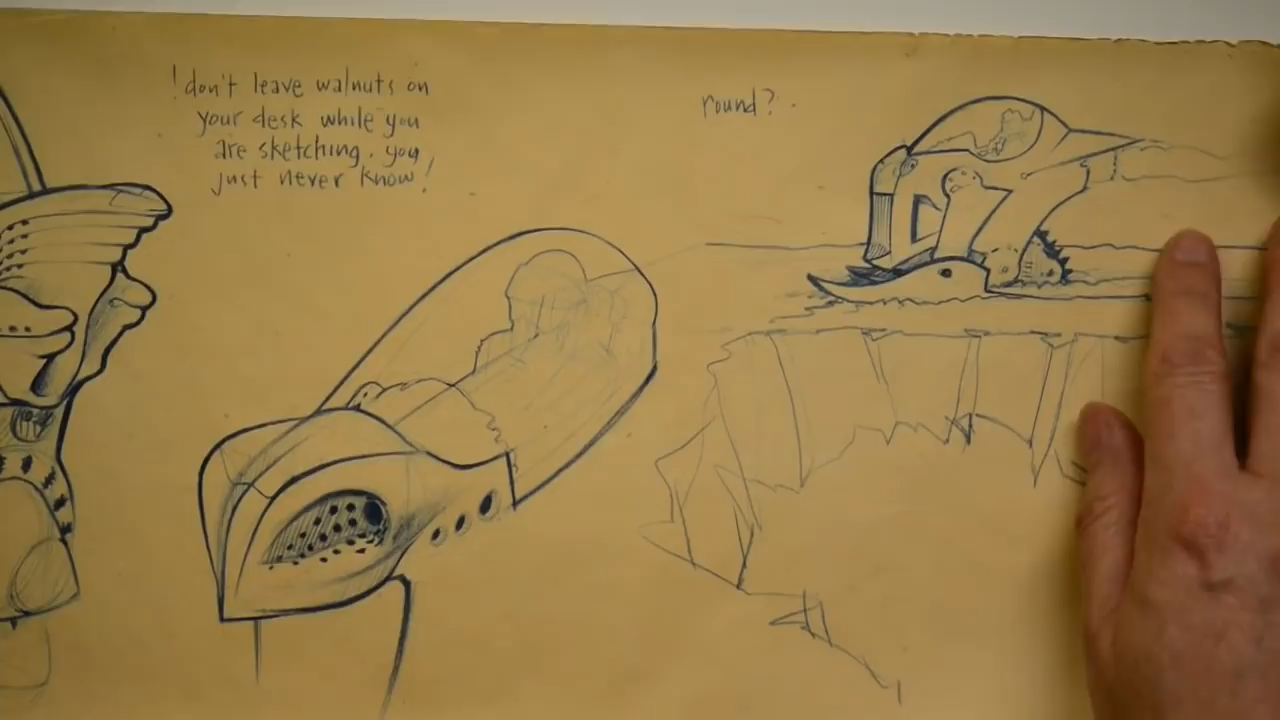 ! don't leave walnuts on
your desk while you
are sketching. you
just never know!
round?.